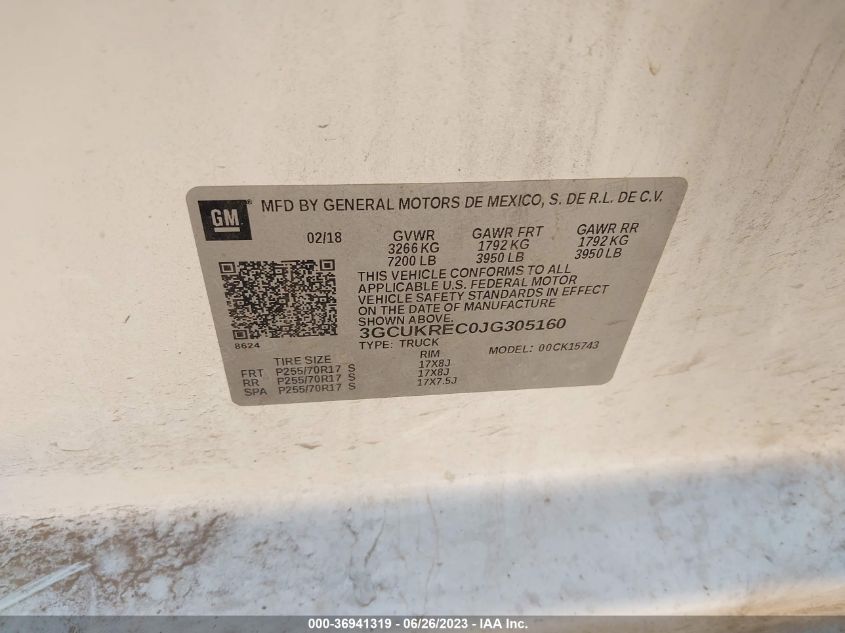 GM MFD BY GENERAL MOTORS DE MEXICO, S. DE R.L. DE C.V.
02/18 GVWR GAWR FRT GAWR RR
3266 KG 1792 KG 1792 KG
7200 LB 3950 LB 3950 LB
THIS VEHICLE CONFORMS TO ALL
APPLICABLE U.S. FEDERAL MOTOR
VEHICLE SAFETY STANDARDS IN EFFECT
ON THE DATE OF MANUFACTURE
SHOWN ABOVE.
3GCUKREC0JG305160
8624 TYPE: TRUCK MODEL: 00CK15743
TIRE SIZE RIM
FRT P255/70R17 S 17X8J
RR P255/70R17 S 17X8J
SPA P255/70R17 S 17X7.5J
000-36941319 - 06/26/2023 - IAA Inc.